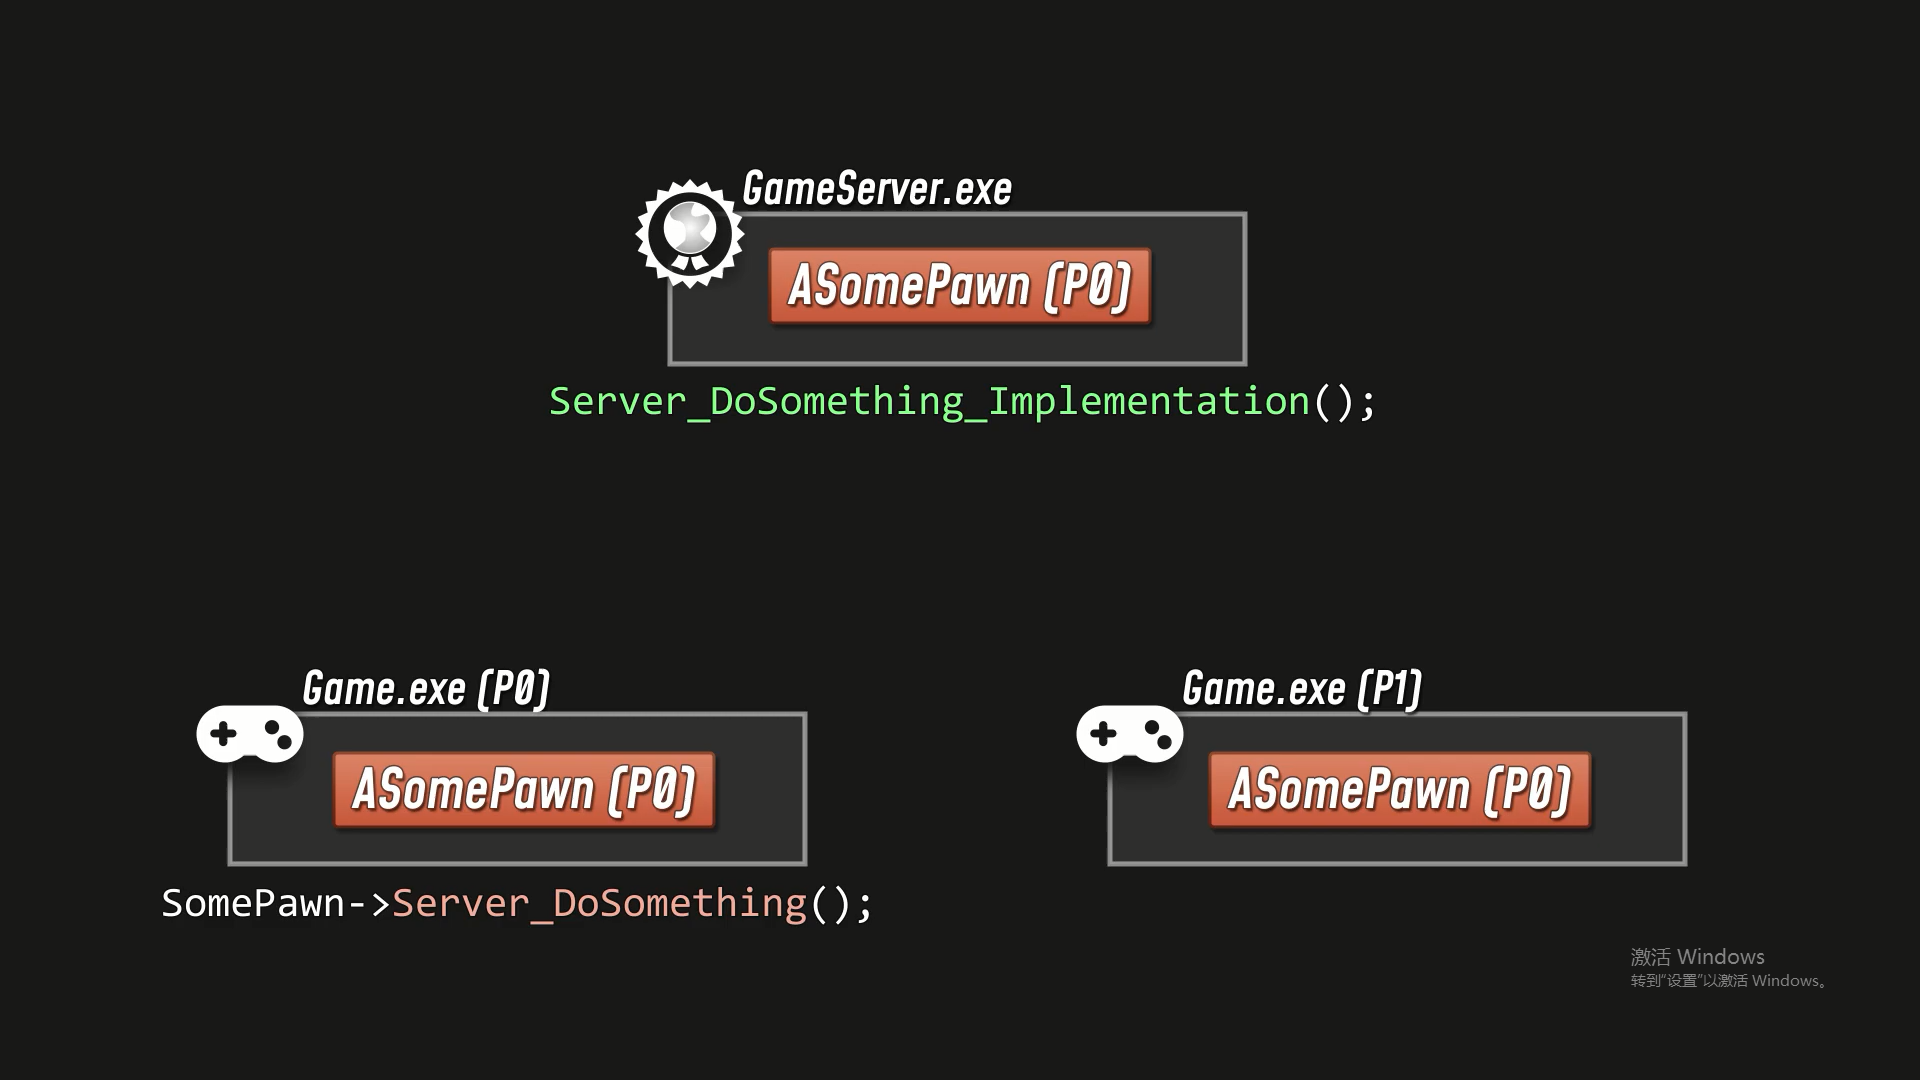 GameServer.exe
ASomePawn (P0)
Server_DoSomething_Implementation();
Game.exe (P0)
ASomePawn (P0)
SomePawn->Server_DoSomething();
Game.exe (P1)
ASomePawn (P0)
激活 Windows
转到“设置”以激活 Windows。